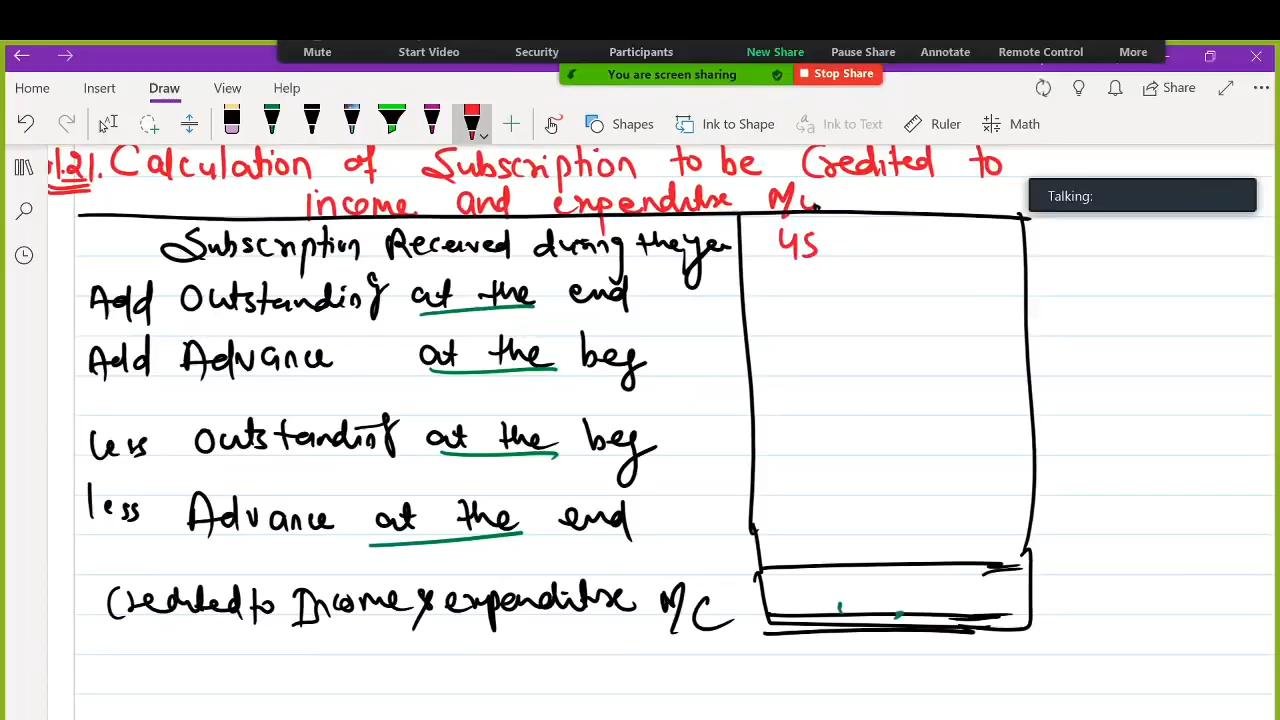 Mute Start Video Security Participants New Share Pause Share Annotate Remote Control More
You are screen sharing Stop Share
Home Insert Draw View Help Share
Shapes Ink to Shape Ink to Text Ruler Math
Talking:
1.21. Calculation of Subscription to be Credited to
income and expenditure A/c
Subscription Received during the year 45
Add Outstanding at the end
Add Advance at the beg
less Outstanding at the beg
less Advance at the end
Credited to Income & expenditure A/C